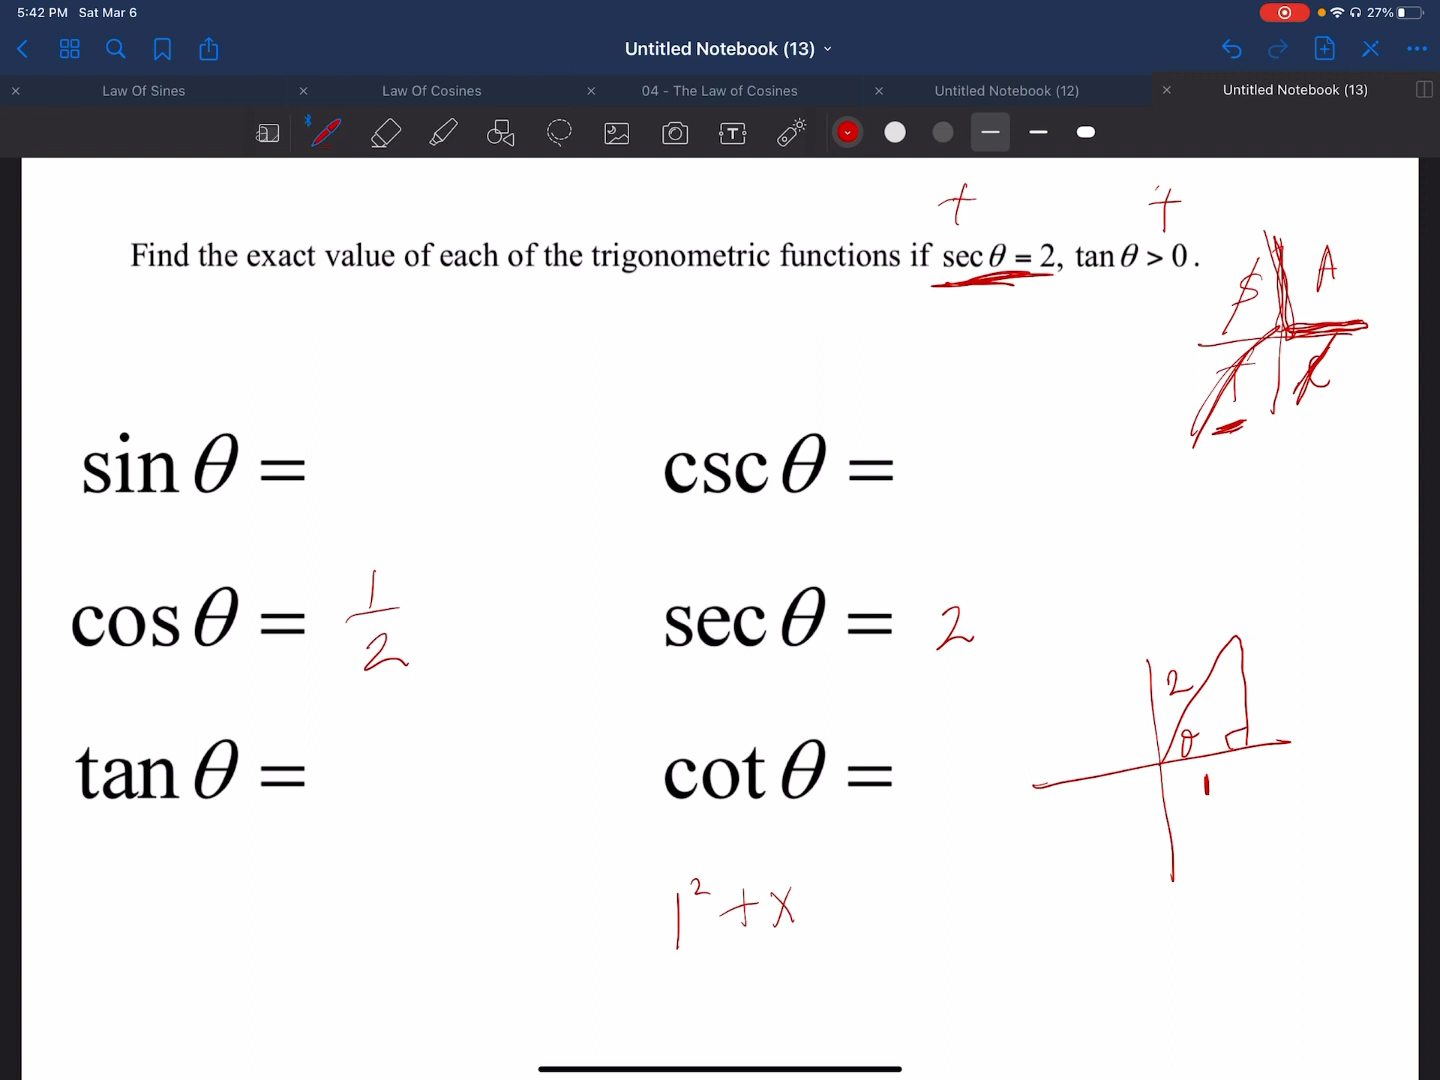 5:42 PM Sat Mar 6
27%
Untitled Notebook (13)
Law Of Sines
Law Of Cosines
04 - The Law of Cosines
Untitled Notebook (12)
Untitled Notebook (13)
T
+ +
Find the exact value of each of the trigonometric functions if sec θ = 2, tan θ > 0.
S A
T C
sin θ =
csc θ =
cos θ = 1/2
sec θ = 2
tan θ =
cot θ =
2
θ
1
1² + x